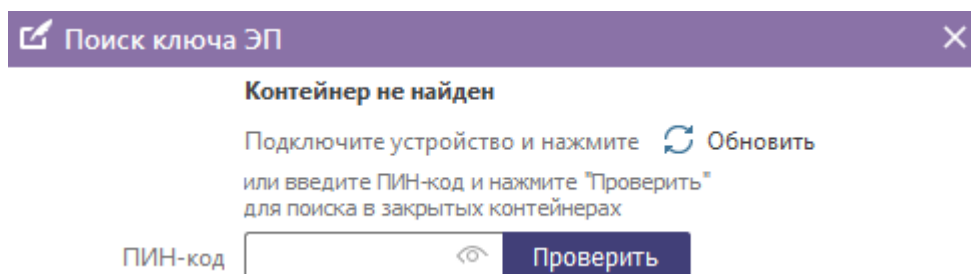 Поиск ключа ЭП
Контейнер не найден
Подключите устройство и нажмите Обновить
или введите ПИН-код и нажмите "Проверить"
для поиска в закрытых контейнерах
ПИН-код Проверить